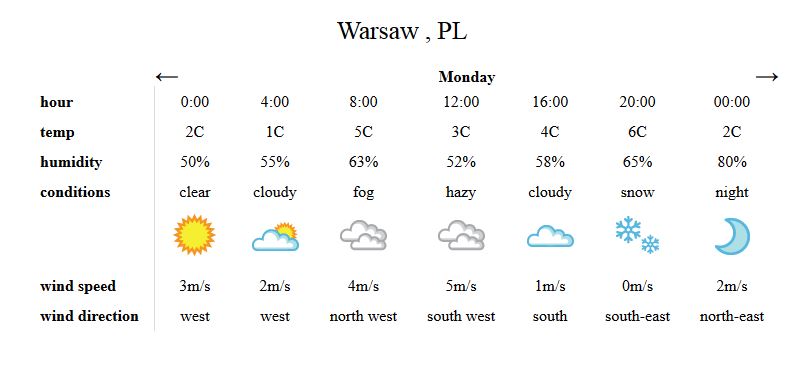 Warsaw , PL
← Monday →
hour 0:00 4:00 8:00 12:00 16:00 20:00 00:00
temp 2C 1C 5C 3C 4C 6C 2C
humidity 50% 55% 63% 52% 58% 65% 80%
conditions clear cloudy fog hazy cloudy snow night
wind speed 3m/s 2m/s 4m/s 5m/s 1m/s 0m/s 2m/s
wind direction west west north west south west south south-east north-east